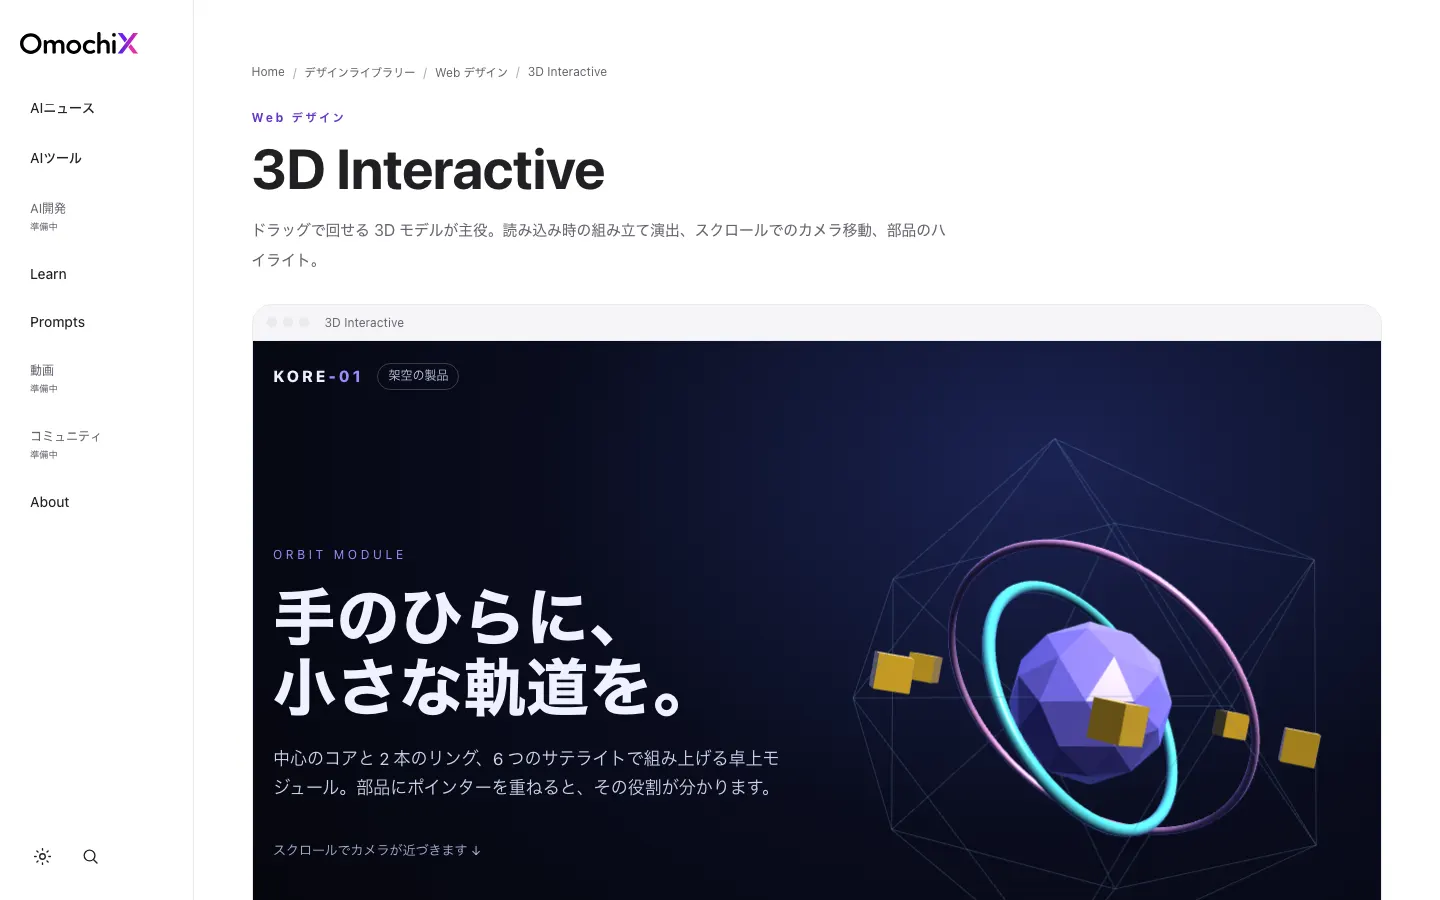 OmochiX
AIニュース
AIツール
AI開発
準備中
Learn
Prompts
動画
準備中
コミュニティ
準備中
About
Home / デザインライブラリー / Web デザイン / 3D Interactive
Web デザイン
3D Interactive
ドラッグで回せる 3D モデルが主役。読み込み時の組み立て演出、スクロールでのカメラ移動、部品のハ
イライト。
3D Interactive
KORE-01 架空の製品
ORBIT MODULE
手のひらに、
小さな軌道を。
中心のコアと 2 本のリング、6 つのサテライトで組み上げる卓上モ
ジュール。部品にポインターを重ねると、その役割が分かります。
スクロールでカメラが近づきます ↓